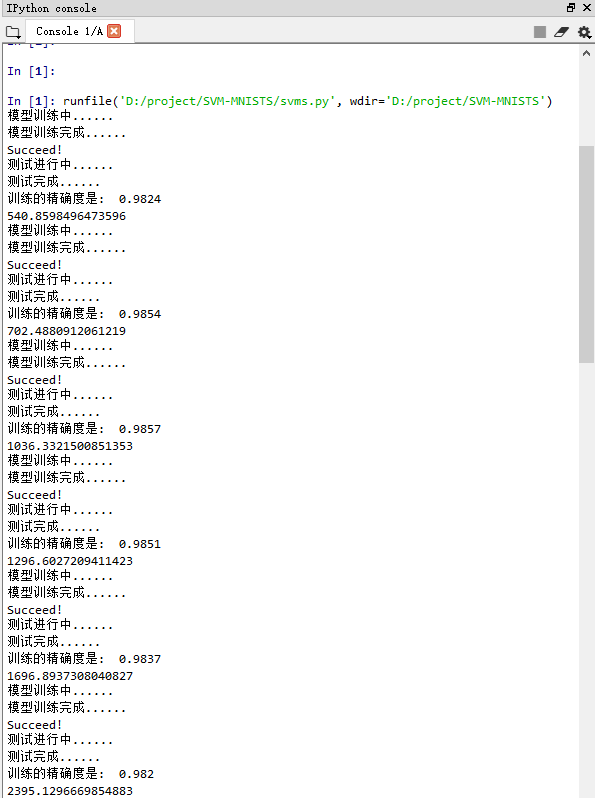 IPython console
Console 1/A
In [1]:
In [1]: runfile('D:/project/SVM-MNISTS/svms.py', wdir='D:/project/SVM-MNISTS')
模型训练中......
模型训练完成......
Succeed!
测试进行中......
测试完成......
训练的精确度是: 0.9824
540.8598496473596
模型训练中......
模型训练完成......
Succeed!
测试进行中......
测试完成......
训练的精确度是: 0.9854
702.4880912061219
模型训练中......
模型训练完成......
Succeed!
测试进行中......
测试完成......
训练的精确度是: 0.9857
1036.3321500851353
模型训练中......
模型训练完成......
Succeed!
测试进行中......
测试完成......
训练的精确度是: 0.9851
1296.6027209411423
模型训练中......
模型训练完成......
Succeed!
测试进行中......
测试完成......
训练的精确度是: 0.9837
1696.8937308040827
模型训练中......
模型训练完成......
Succeed!
测试进行中......
测试完成......
训练的精确度是: 0.982
2395.1296669854883